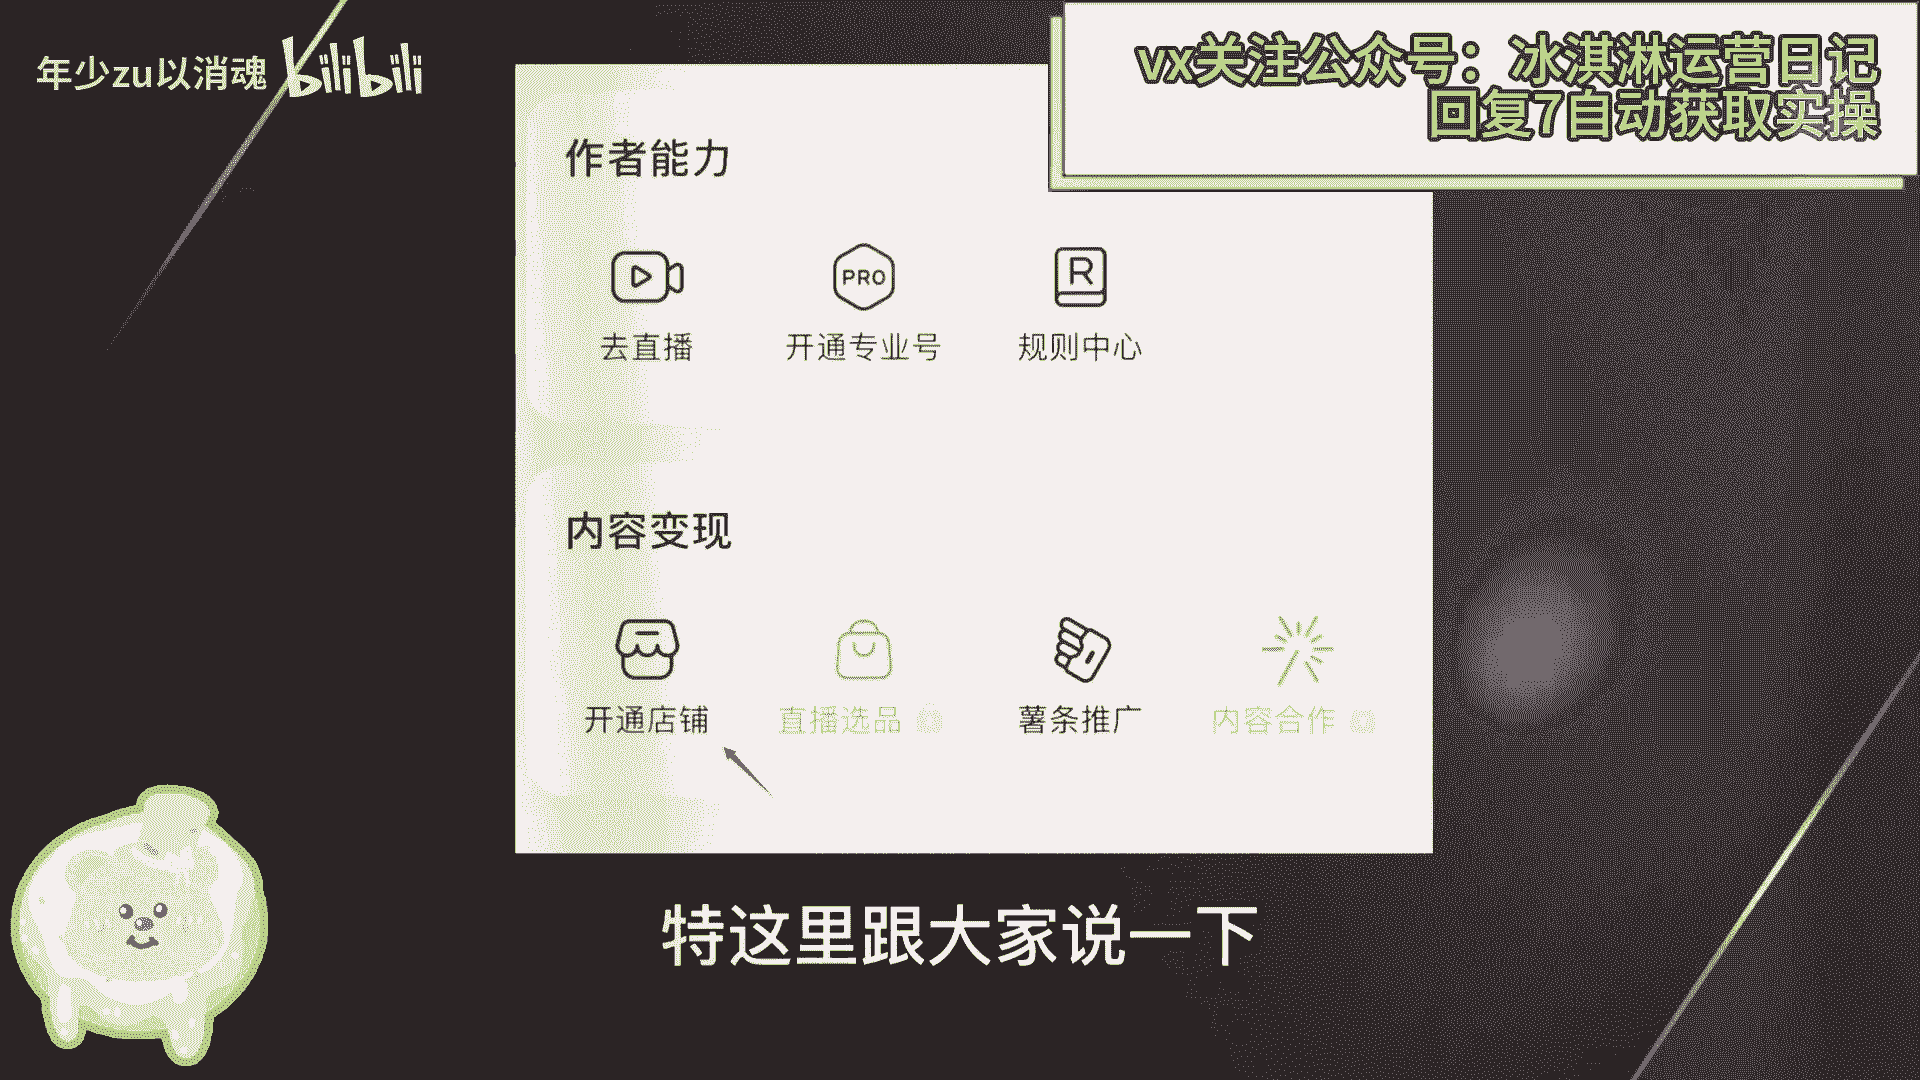 年少zu以消魂 bilibili
vx关注公众号：冰淇淋运营日记
回复7自动获取实操
作者能力
PRO
R
去直播
开通专业号
规则中心
内容变现
开通店铺
直播选品
薯条推广
内容合作
特这里跟大家说一下